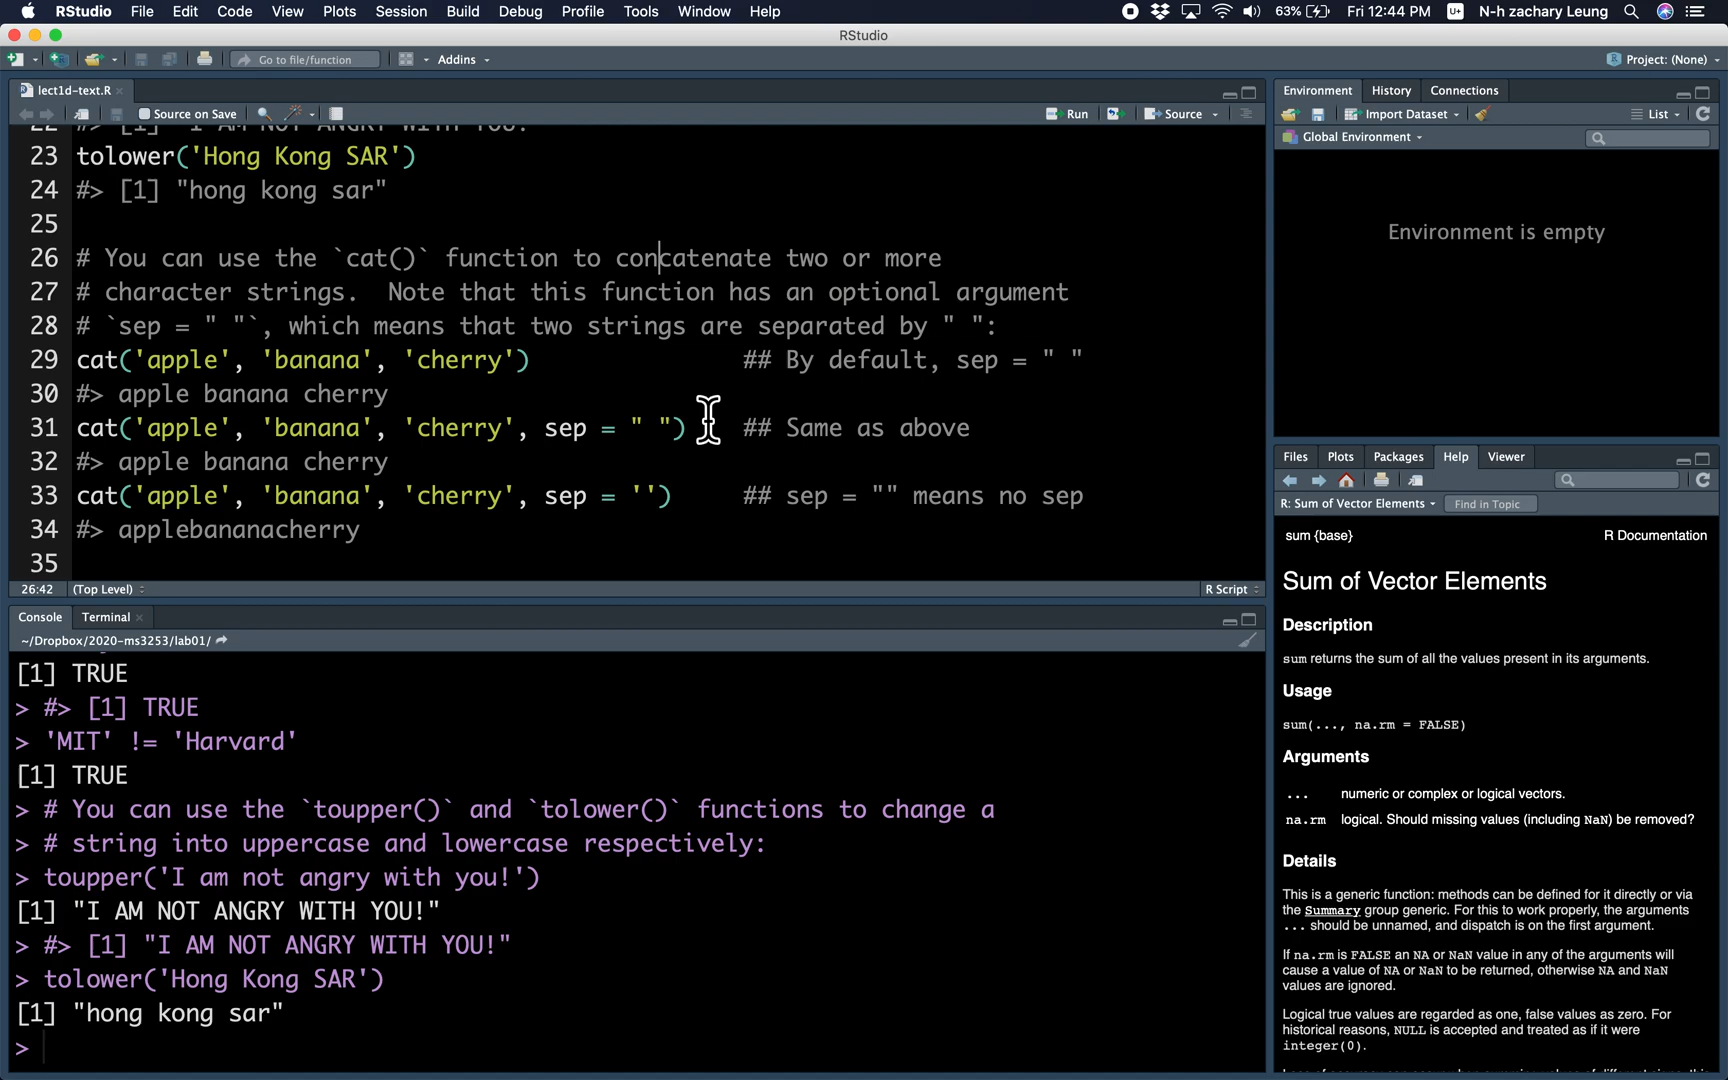 RStudio File Edit Code View Plots Session Build Debug Profile Tools Window Help 63% Fri 12:44 PM U+ N-h zachary Leung
RStudio
Go to file/function Addins Project: (None)
lect1d-text.R
Source on Save Run Source
23 tolower('Hong Kong SAR')
24 #> [1] "hong kong sar"
25
26 # You can use the `cat()` function to concatenate two or more
27 # character strings.  Note that this function has an optional argument
28 # `sep = " "`, which means that two strings are separated by " ":
29 cat('apple', 'banana', 'cherry') ## By default, sep = " "
30 #> apple banana cherry
31 cat('apple', 'banana', 'cherry', sep = " ") ## Same as above
32 #> apple banana cherry
33 cat('apple', 'banana', 'cherry', sep = '') ## sep = "" means no sep
34 #> applebananacherry
35
26:42 (Top Level) R Script
Console Terminal
~/Dropbox/2020-ms3253/lab01/
[1] TRUE
> #> [1] TRUE
> 'MIT' != 'Harvard'
[1] TRUE
> # You can use the `toupper()` and `tolower()` functions to change a
> # string into uppercase and lowercase respectively:
> toupper('I am not angry with you!')
[1] "I AM NOT ANGRY WITH YOU!"
> #> [1] "I AM NOT ANGRY WITH YOU!"
> tolower('Hong Kong SAR')
[1] "hong kong sar"
>
Environment History Connections
Import Dataset List
Global Environment
Environment is empty
Files Plots Packages Help Viewer
R: Sum of Vector Elements Find in Topic
sum {base} R Documentation
Sum of Vector Elements
Description
sum returns the sum of all the values present in its arguments.
Usage
sum(..., na.rm = FALSE)
Arguments
... numeric or complex or logical vectors.
na.rm logical. Should missing values (including NaN) be removed?
Details
This is a generic function: methods can be defined for it directly or via
the Summary group generic. For this to work properly, the arguments
... should be unnamed, and dispatch is on the first argument.
If na.rm is FALSE an NA or NaN value in any of the arguments will
cause a value of NA or NaN to be returned, otherwise NA and NaN
values are ignored.
Logical true values are regarded as one, false values as zero. For
historical reasons, NULL is accepted and treated as if it were
integer(0).